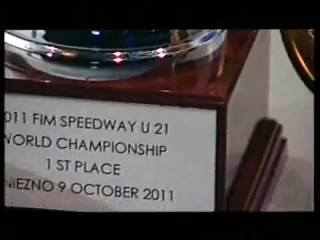 011 FIM SPEEDWAY U 21
WORLD CHAMPIONSHIP
1 ST PLACE
NIEZNO 9 OCTOBER 2011